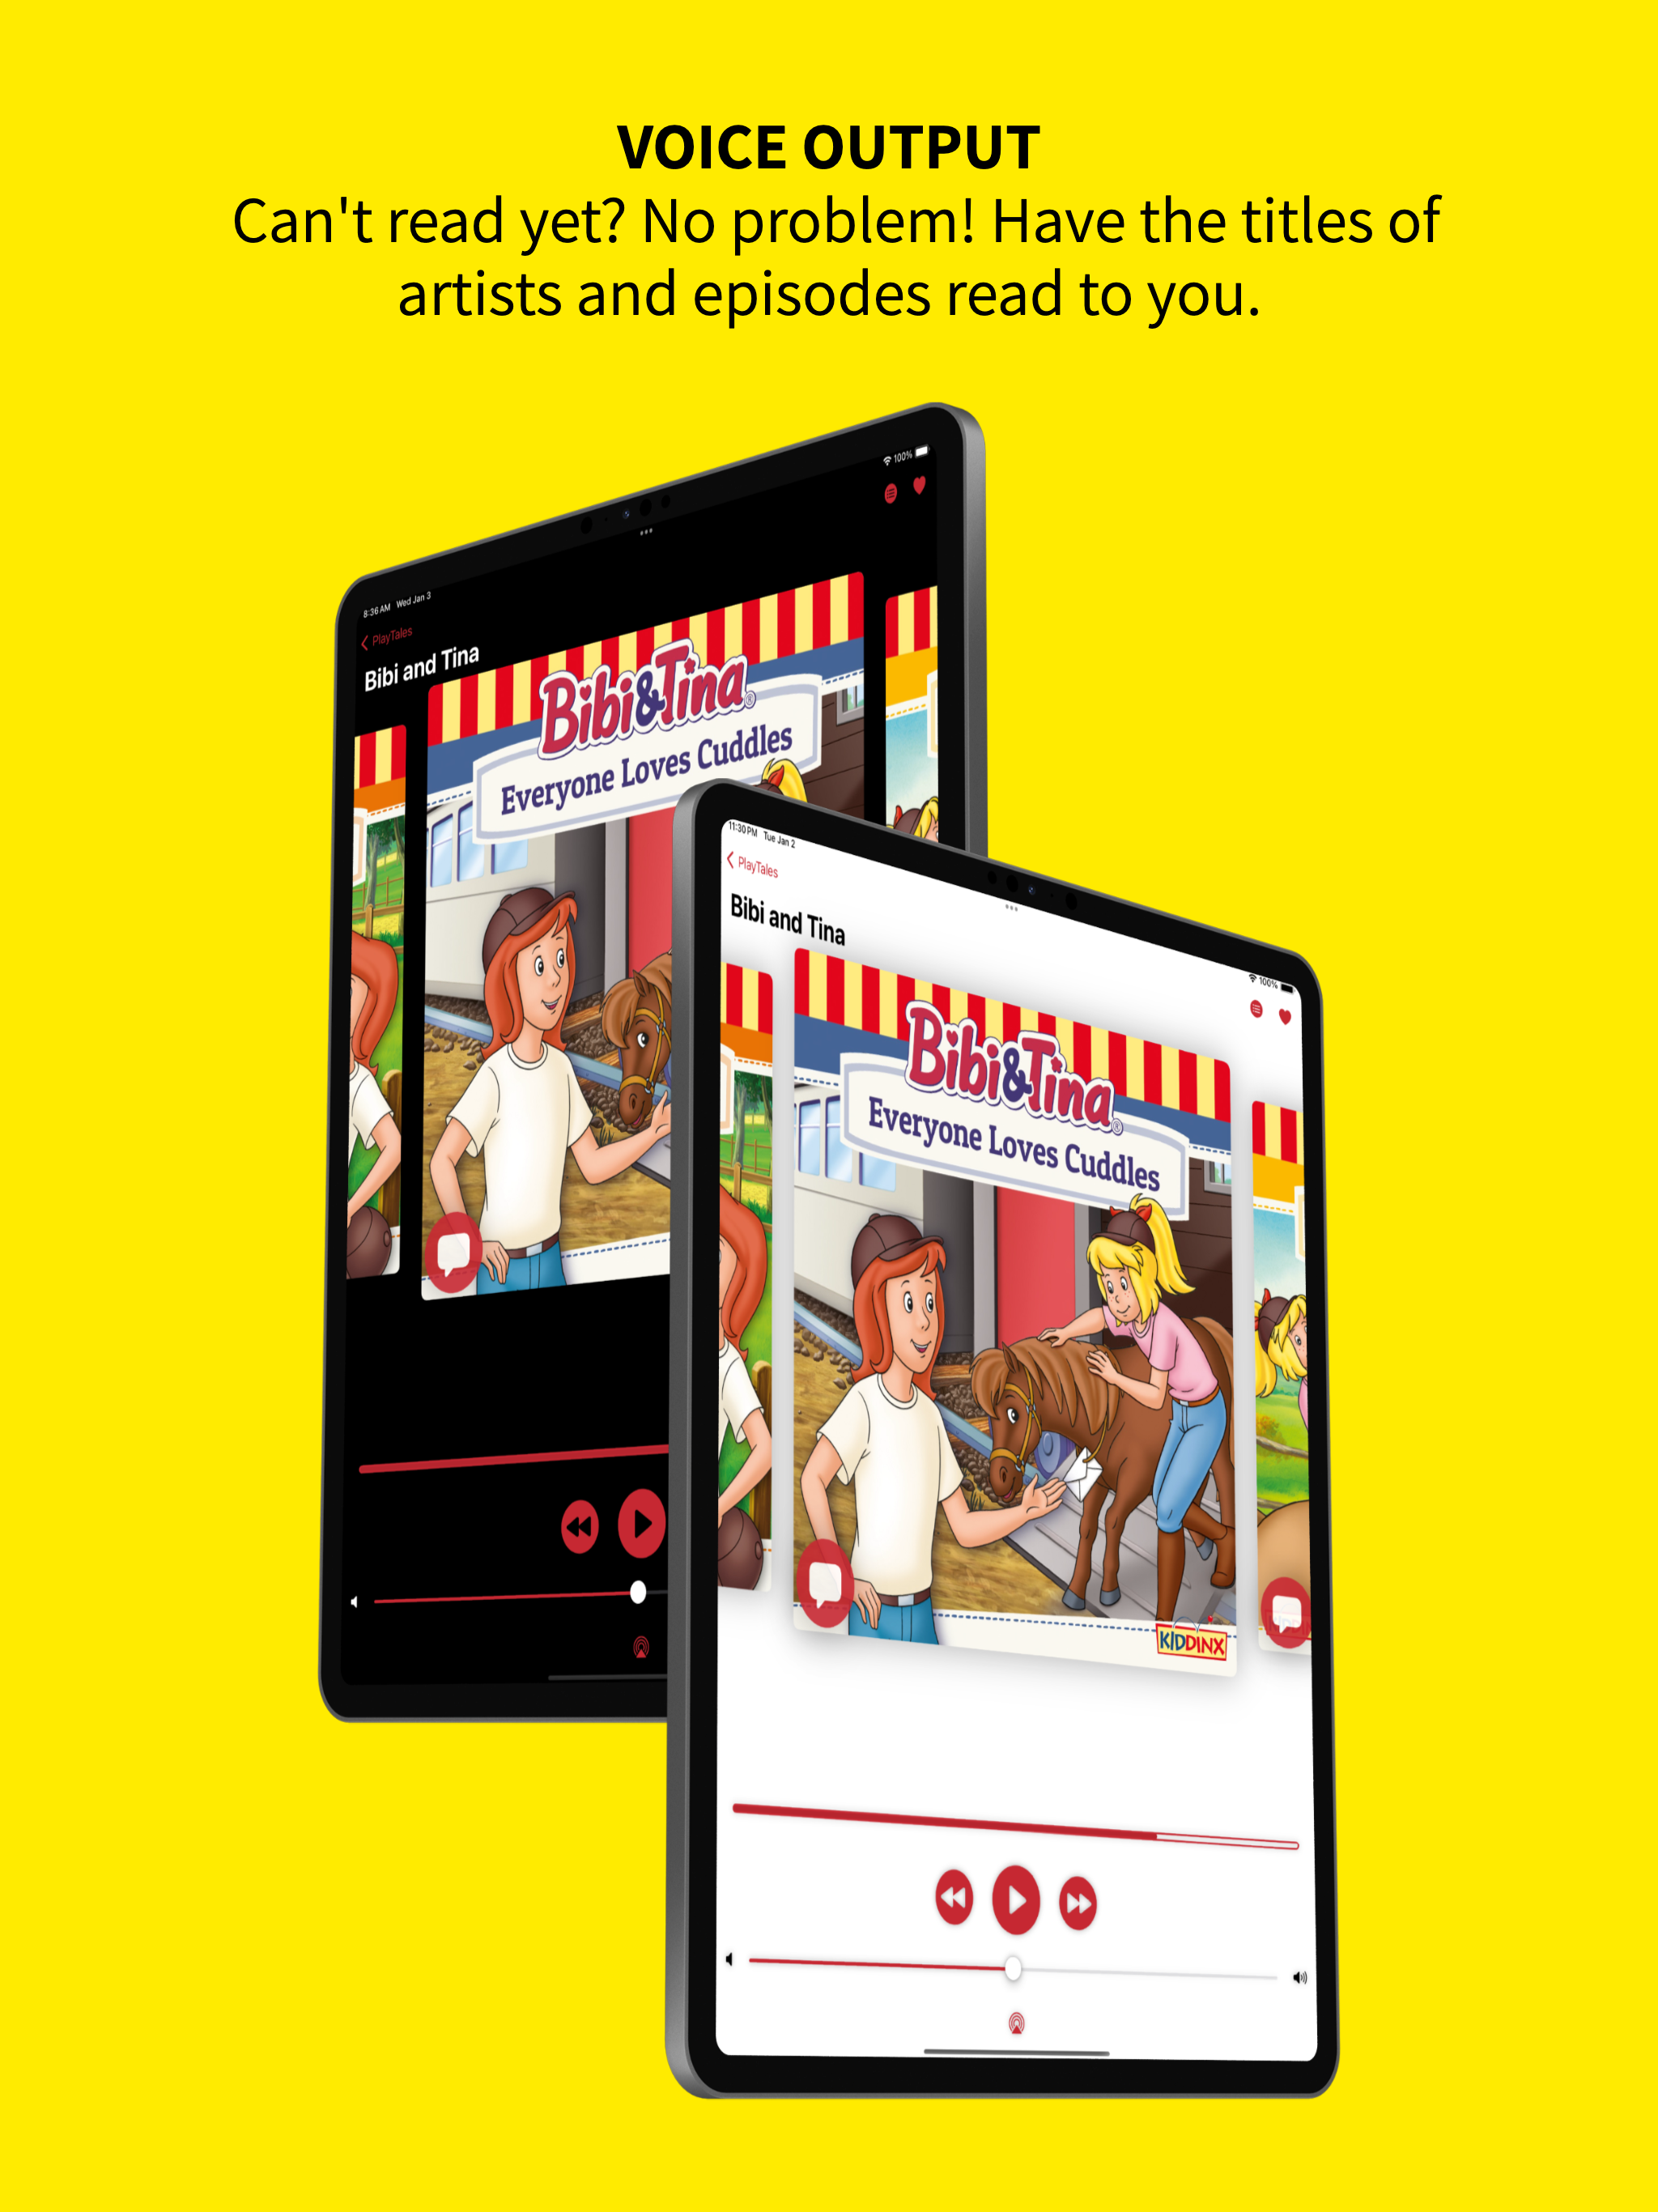 VOICE OUTPUT
Can't read yet? No problem! Have the titles of
artists and episodes read to you.
100%
8:36 AM Wed Jan 3
PlayTales
Bibi and Tina
Bibi&Tina®
Everyone Loves Cuddles
11:30 PM Tue Jan 2
100%
PlayTales
Bibi and Tina
Bibi&Tina®
Everyone Loves Cuddles
KIDDINX